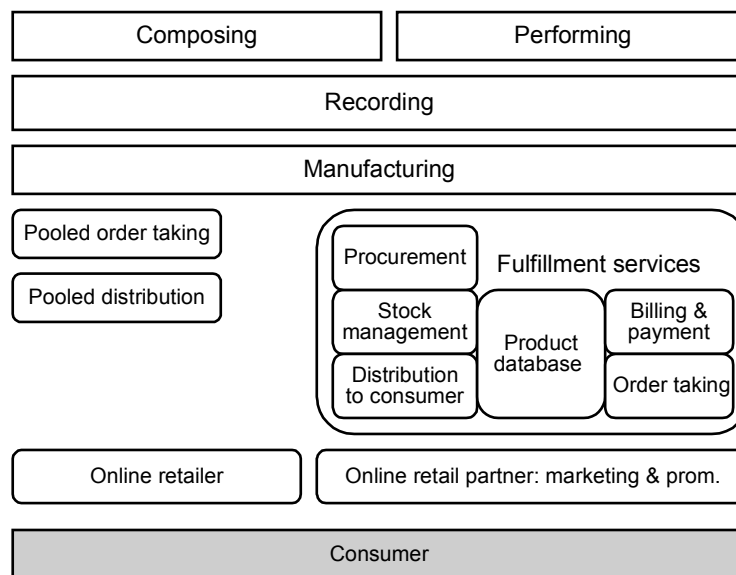 Composing
Performing
Recording
Manufacturing
Pooled order taking
Pooled distribution
Fulfillment services
Procurement
Stock
management
Distribution
to consumer
Product
database
Billing &
payment
Order taking
Online retailer
Online retail partner: marketing & prom.
Consumer